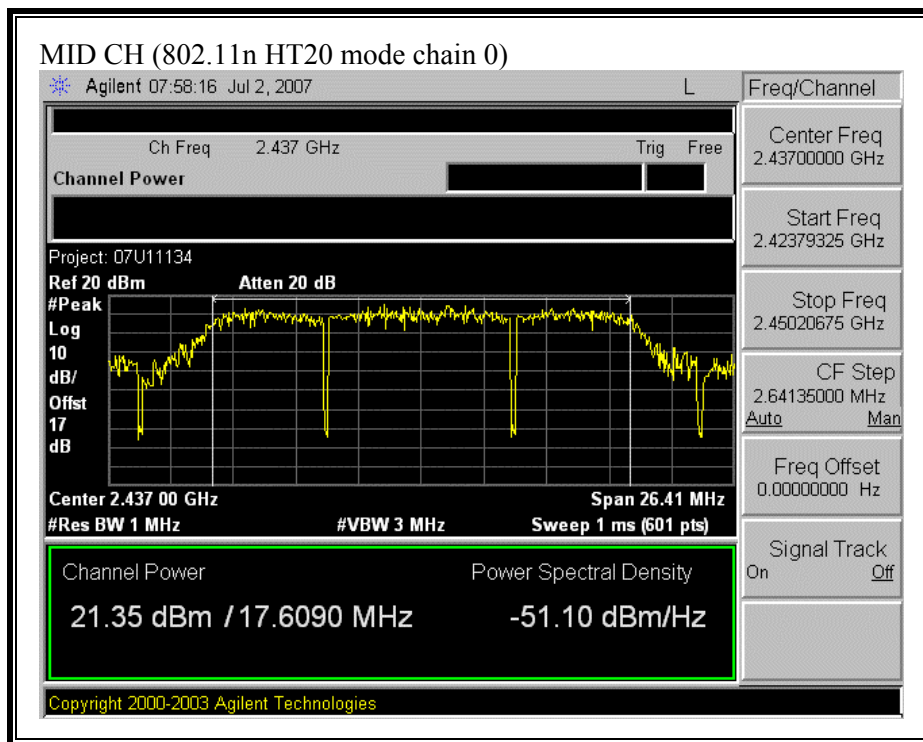 MID CH (802.11n HT20 mode chain 0)
Agilent 07:58:16 Jul 2, 2007 L
Freq/Channel
Ch Freq 2.437 GHz Trig Free
Channel Power
Center Freq
2.43700000 GHz
Start Freq
2.42379325 GHz
Stop Freq
2.45020675 GHz
CF Step
2.64135000 MHz
Auto Man
Freq Offset
0.00000000 Hz
Signal Track
On Off
Project: 07U11134
Ref 20 dBm Atten 20 dB
#Peak
Log
10
dB/
Offst
17
dB
Center 2.437 00 GHz Span 26.41 MHz
#Res BW 1 MHz #VBW 3 MHz Sweep 1 ms (601 pts)
Channel Power Power Spectral Density
21.35 dBm / 17.6090 MHz -51.10 dBm/Hz
Copyright 2000-2003 Agilent Technologies